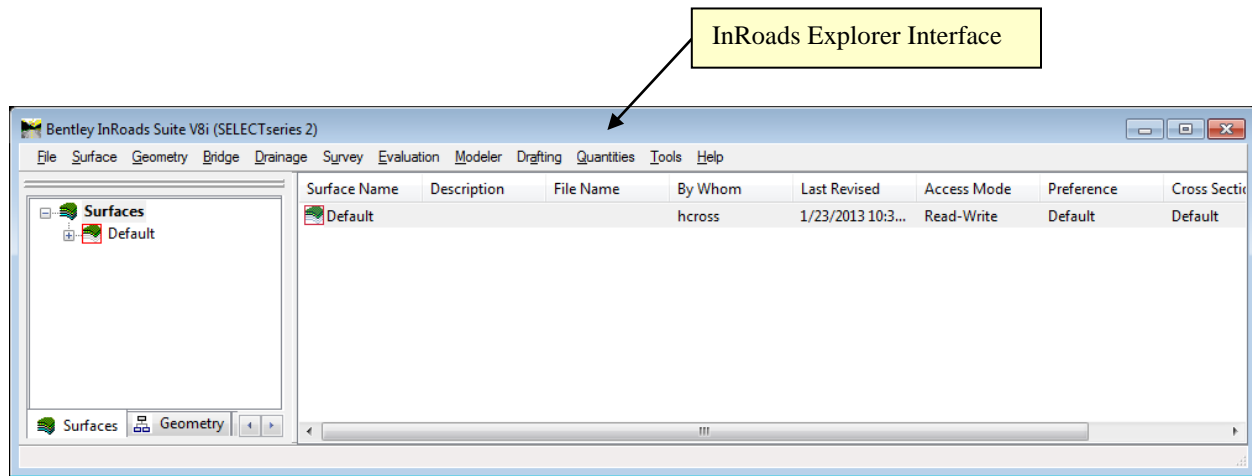 InRoads Explorer Interface
Bentley InRoads Suite V8i (SELECTseries 2)
File Surface Geometry Bridge Drainage Survey Evaluation Modeler Drafting Quantities Tools Help
Surface Name Description File Name By Whom Last Revised Access Mode Preference Cross Sectio
Surfaces
Default
Default hcross 1/23/2013 10:3... Read-Write Default Default
Surfaces Geometry